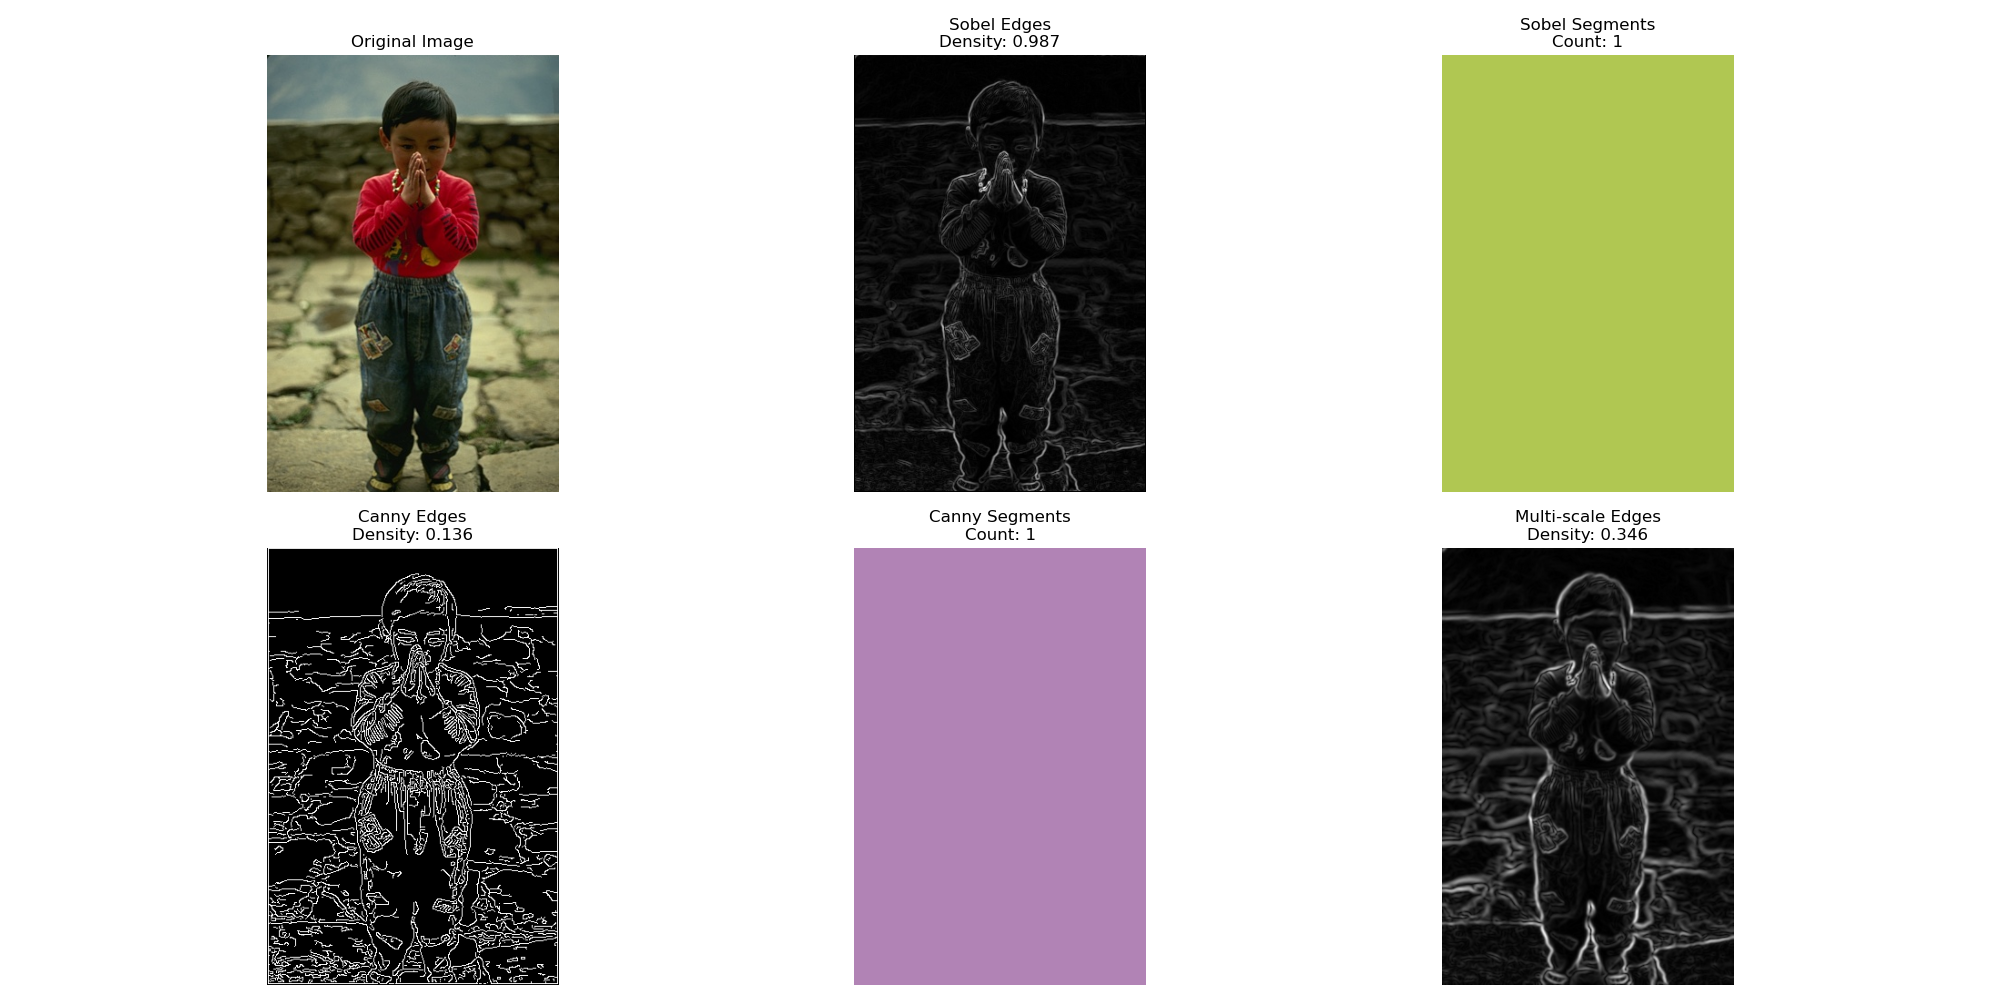 Original Image
Sobel Edges
Density: 0.987
Sobel Segments
Count: 1
Canny Edges
Density: 0.136
Canny Segments
Count: 1
Multi-scale Edges
Density: 0.346